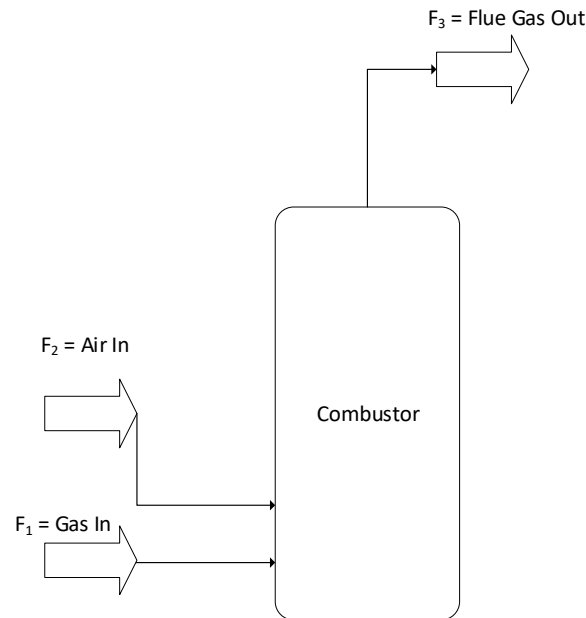 F₃ = Flue Gas Out
F₂ = Air In
Combustor
F₁ = Gas In